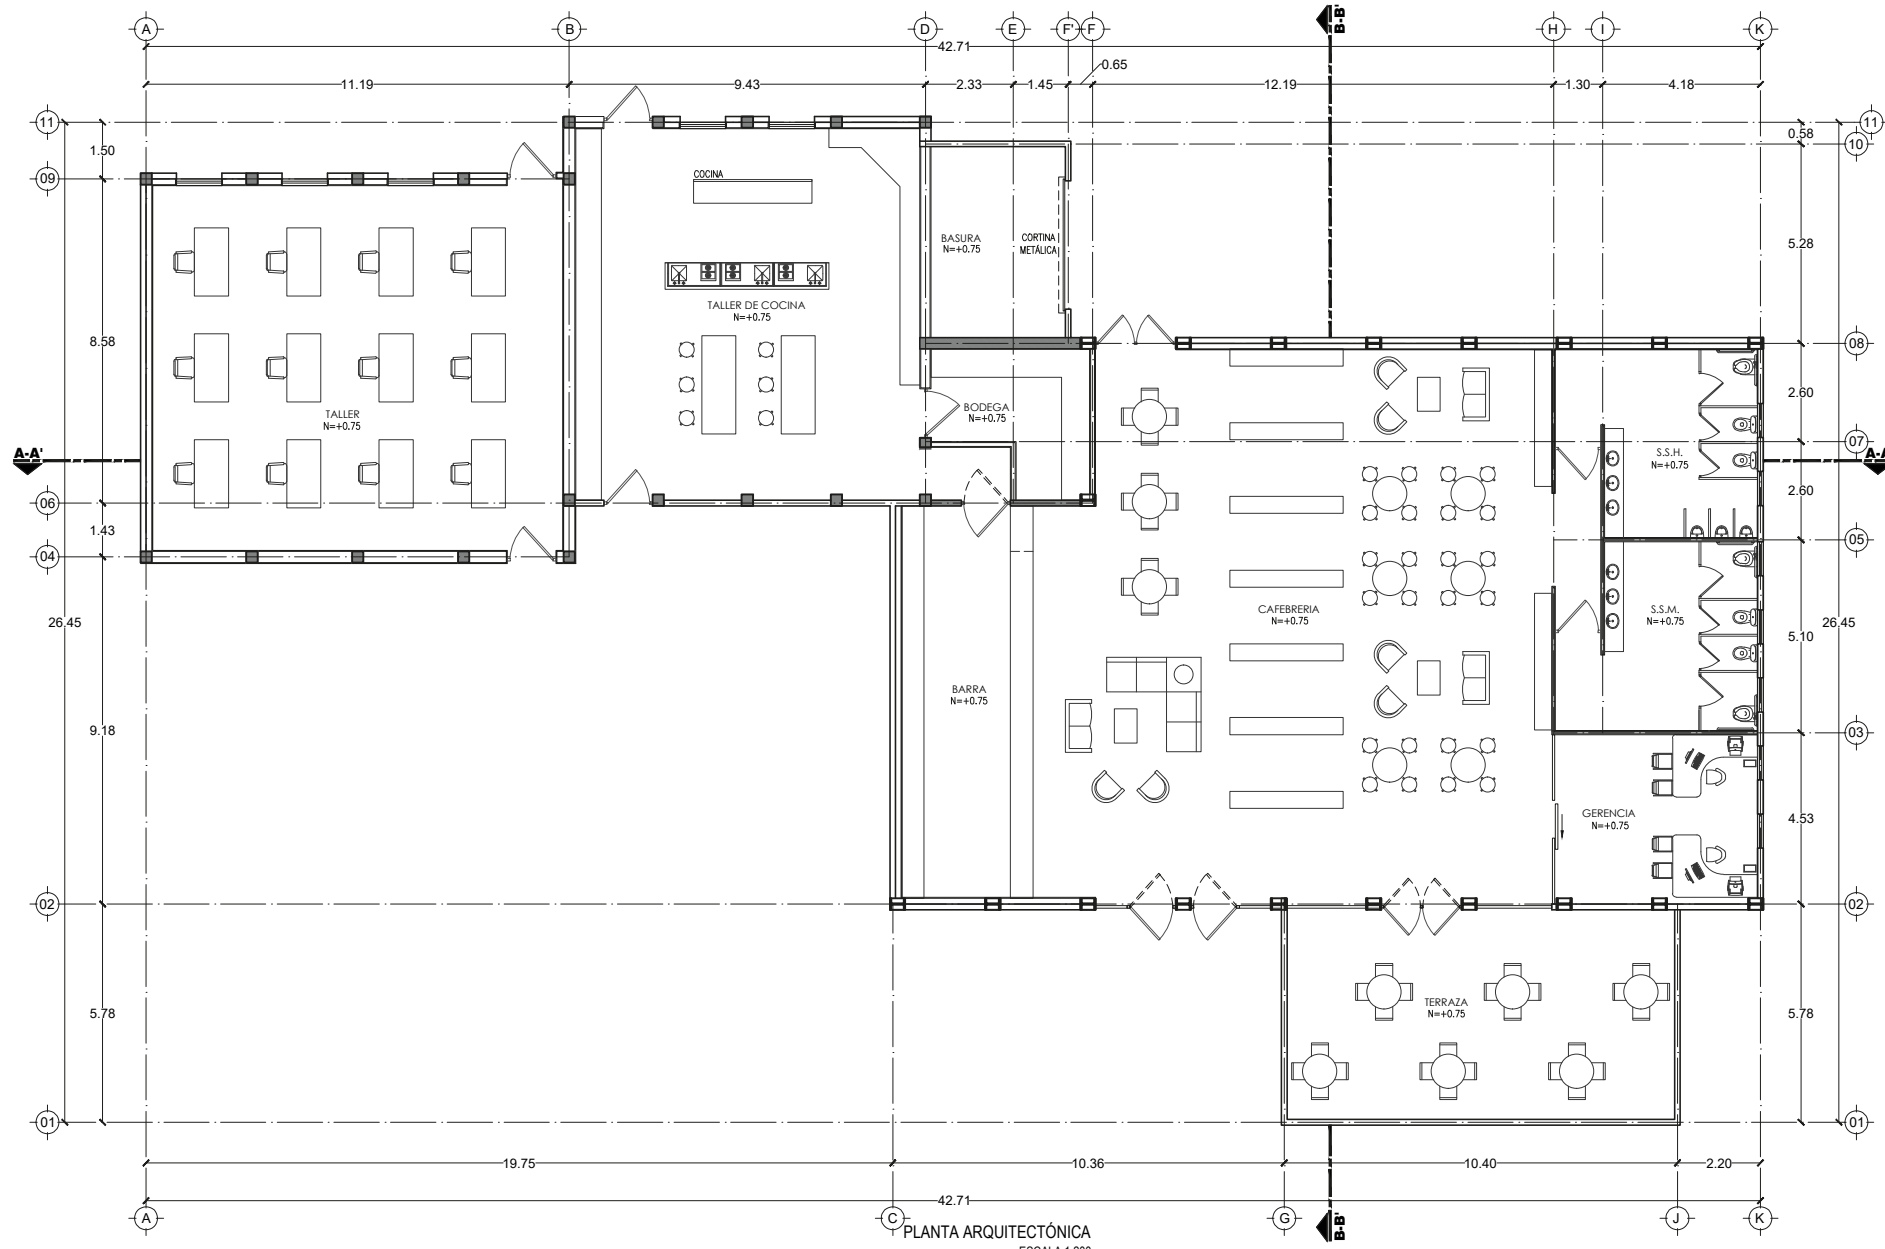 A B D E F' F B-B' H I K
42.71
0.65
11.19 9.43 2.33 1.45 12.19 1.30 4.18
11 11
0.58
10
1.50
09
COCINA
BASURA
N=+0.75
CORTINA
METÁLICA
5.28
TALLER DE COCINA
N=+0.75
8.58
08
2.60
BODEGA
N=+0.75
TALLER
N=+0.75
07
A-A' A-A
S.S.H.
N=+0.75
2.60
06
1.43
05
04
CAFEBRERIA
N=+0.75
S.S.M.
N=+0.75
26.45 26.45
5.10
BARRA
N=+0.75
9.18
03
GERENCIA
N=+0.75
4.53
02 02
TERRAZA
N=+0.75
5.78 5.78
01 01
19.75 10.36 10.40 2.20
42.71
A C G B-B' J K
PLANTA ARQUITECTÓNICA